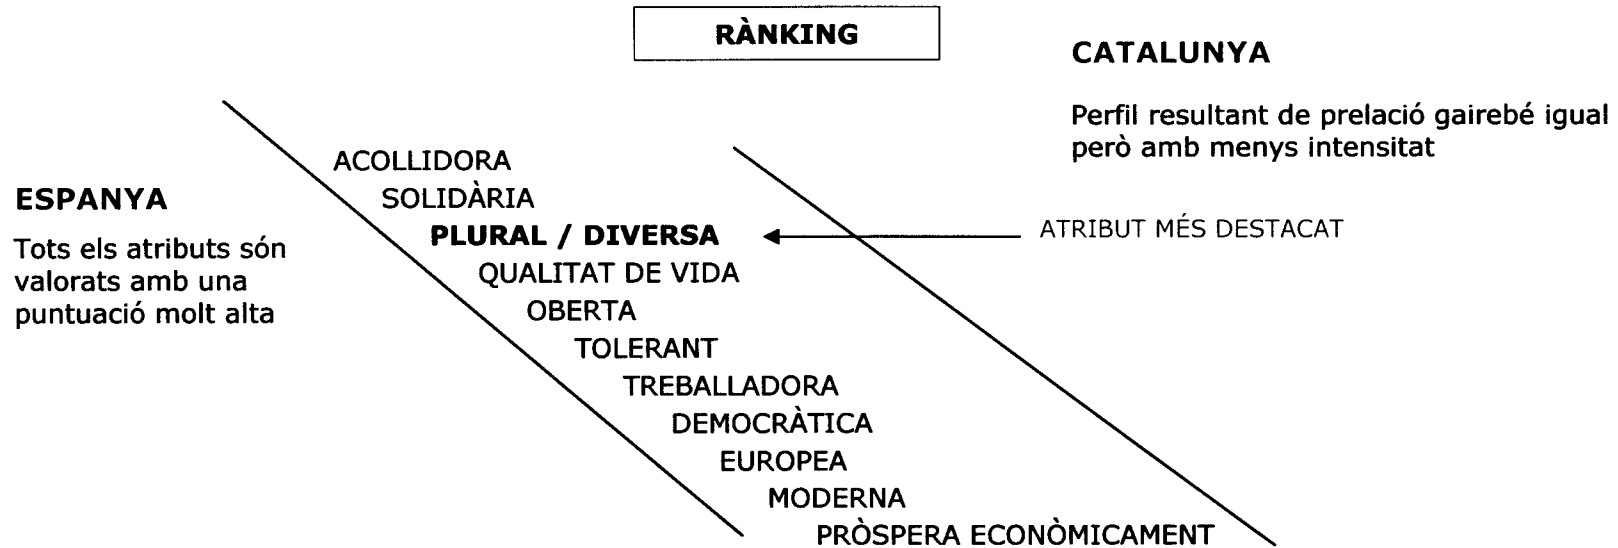 RÀNKING
CATALUNYA
Perfil resultant de prelació gairebé igual
però amb menys intensitat
ESPANYA
Tots els atributs són
valorats amb una
puntuació molt alta
ACOLLIDORA
SOLIDÀRIA
PLURAL / DIVERSA
ATRIBUT MÉS DESTACAT
QUALITAT DE VIDA
OBERTA
TOLERANT
TREBALLADORA
DEMOCRÀTICA
EUROPEA
MODERNA
PRÒSPERA ECONÒMICAMENT